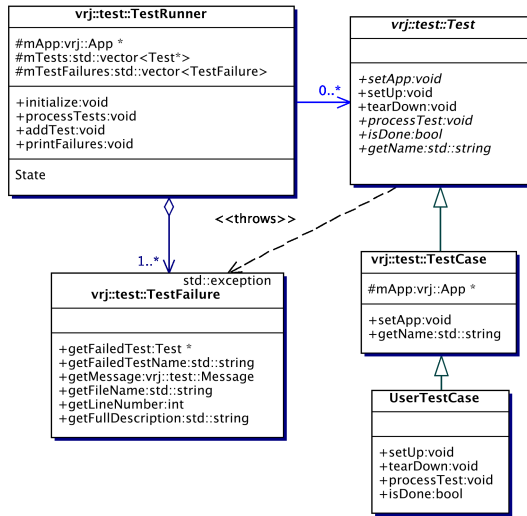 vrj::test::TestRunner
#mApp:vrj::App *
#mTests:std::vector<Test*>
#mTestFailures:std::vector<TestFailure>
+initialize:void
+processTests:void
+addTest:void
+printFailures:void
State
vrj::test::Test
+setApp:void
+setUp:void
+tearDown:void
+processTest:void
+isDone:bool
+getName:std::string
0..*
<<throws>>
1..*
std::exception
vrj::test::TestFailure
+getFailedTest:Test *
+getFailedTestName:std::string
+getMessage:vrj::test::Message
+getFileName:std::string
+getLineNumber:int
+getFullDescription:std::string
vrj::test::TestCase
#mApp:vrj::App *
+setApp:void
+getName:std::string
UserTestCase
+setUp:void
+tearDown:void
+processTest:void
+isDone:bool